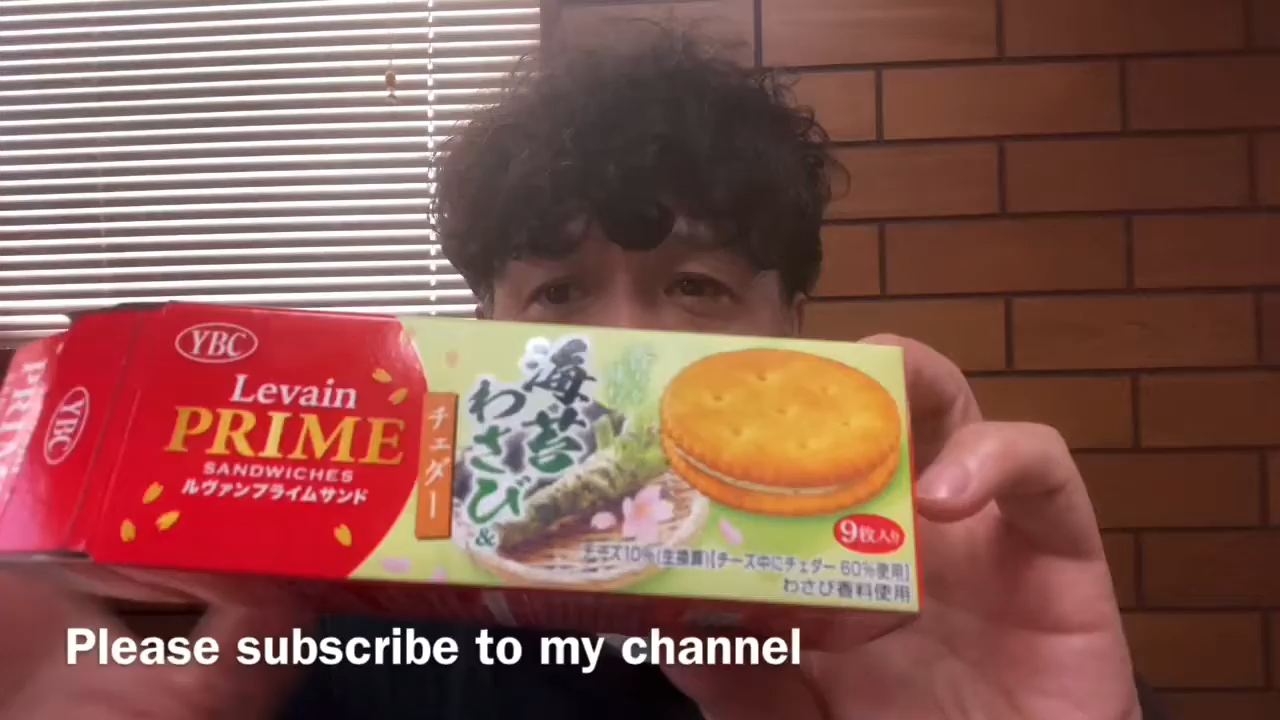 YBC
Levain
PRIME
SANDWICHES
ルヴァンプライムサンド
YBC
チェダー
海苔
わさび&
9枚入り
チーズ10%(生換算)[チーズ中にチェダー 60%使用]
わさび香料使用
Please subscribe to my channel